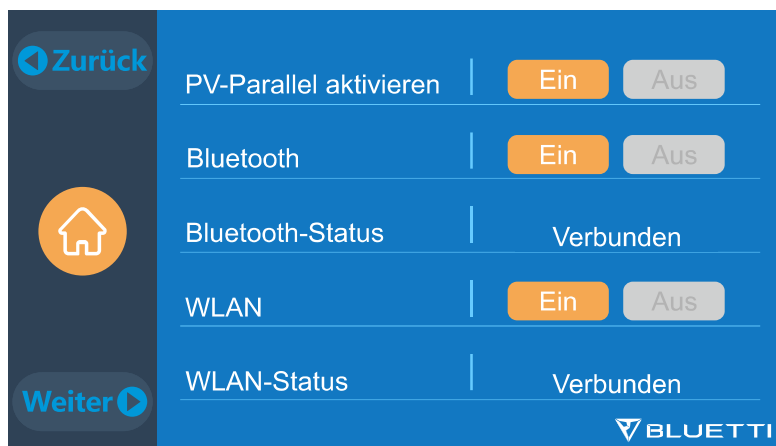 Zurück
PV-Parallel aktivieren Ein Aus
Bluetooth Ein Aus
Bluetooth-Status Verbunden
WLAN Ein Aus
WLAN-Status Verbunden
Weiter
BLUETTI